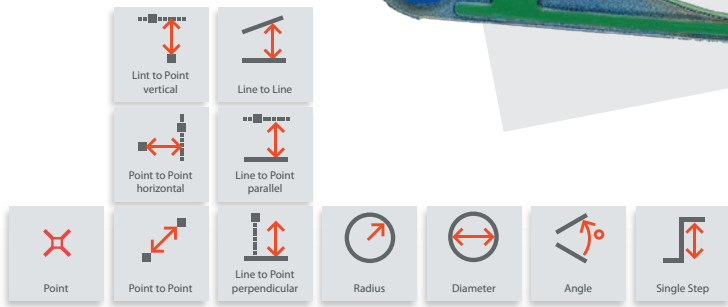 Lint to Point
vertical
Line to Line
Point to Point
horizontal
Line to Point
parallel
Point
Point to Point
Line to Point
perpendicular
Radius
Diameter
Angle
Single Step